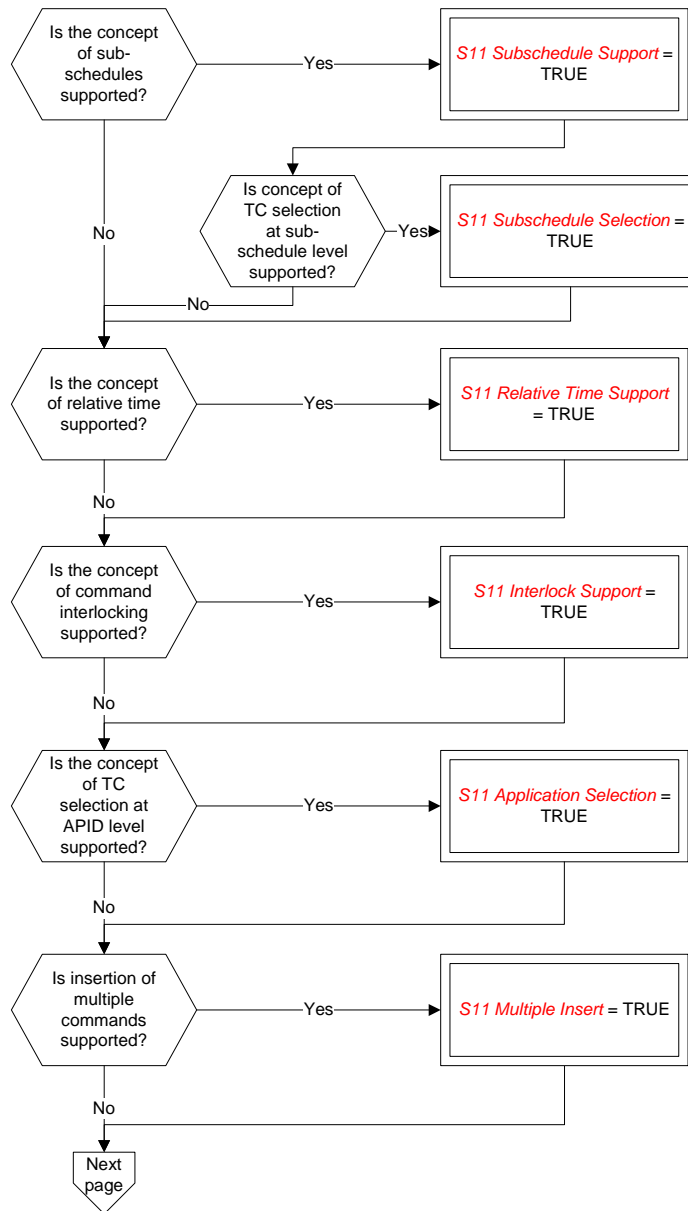 Is the concept
of sub-
schedules
supported?
Yes
S11 Subschedule Support =
TRUE
No
Is concept of
TC selection
at sub-
schedule level
supported?
Yes
S11 Subschedule Selection =
TRUE
No
Is the concept
of relative time
supported?
Yes
S11 Relative Time Support
= TRUE
No
Is the concept
of command
interlocking
supported?
Yes
S11 Interlock Support =
TRUE
No
Is the concept
of TC
selection at
APID level
supported?
Yes
S11 Application Selection =
TRUE
No
Is insertion of
multiple
commands
supported?
Yes
S11 Multiple Insert = TRUE
No
Next
page